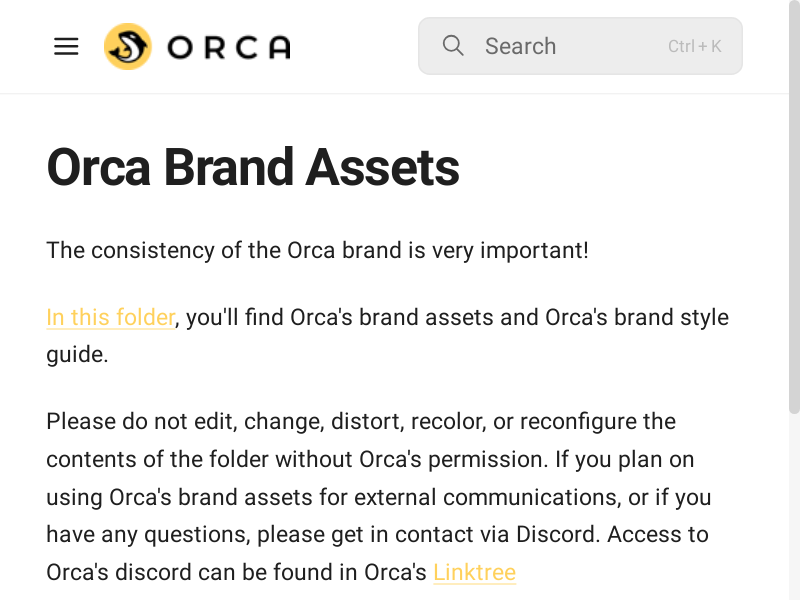 ORCA
Search
Ctrl + K
Orca Brand Assets
The consistency of the Orca brand is very important!
In this folder, you'll find Orca's brand assets and Orca's brand style
guide.
Please do not edit, change, distort, recolor, or reconfigure the
contents of the folder without Orca's permission. If you plan on
using Orca's brand assets for external communications, or if you
have any questions, please get in contact via Discord. Access to
Orca's discord can be found in Orca's Linktree